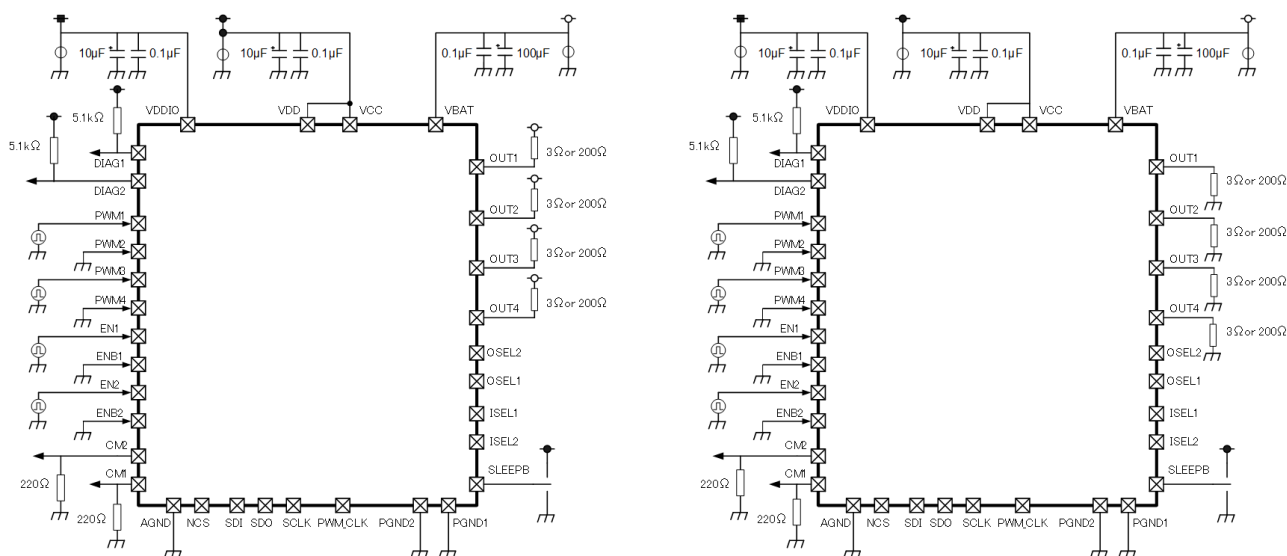 10μF 0.1μF 10μF 0.1μF 0.1μF 100μF
VDDIO VDD VCC VBAT
5.1kΩ
5.1kΩ
DIAG1
DIAG2
PWM1
PWM2
PWM3
PWM4
EN1
ENB1
EN2
ENB2
CM2
CM1
220Ω
220Ω
OUT1
3Ω or 200Ω
OUT2
3Ω or 200Ω
OUT3
3Ω or 200Ω
OUT4
3Ω or 200Ω
OSEL2
OSEL1
ISEL1
ISEL2
SLEEPB
AGND NCS SDI SDO SCLK PWM_CLK PGND2 PGND1
10μF 0.1μF 10μF 0.1μF 0.1μF 100μF
VDDIO VDD VCC VBAT
5.1kΩ
5.1kΩ
DIAG1
DIAG2
PWM1
PWM2
PWM3
PWM4
EN1
ENB1
EN2
ENB2
CM2
CM1
220Ω
220Ω
OUT1
3Ω or 200Ω
OUT2
3Ω or 200Ω
OUT3
3Ω or 200Ω
OUT4
3Ω or 200Ω
OSEL2
OSEL1
ISEL1
ISEL2
SLEEPB
AGND NCS SDI SDO SCLK PWM_CLK PGND2 PGND1